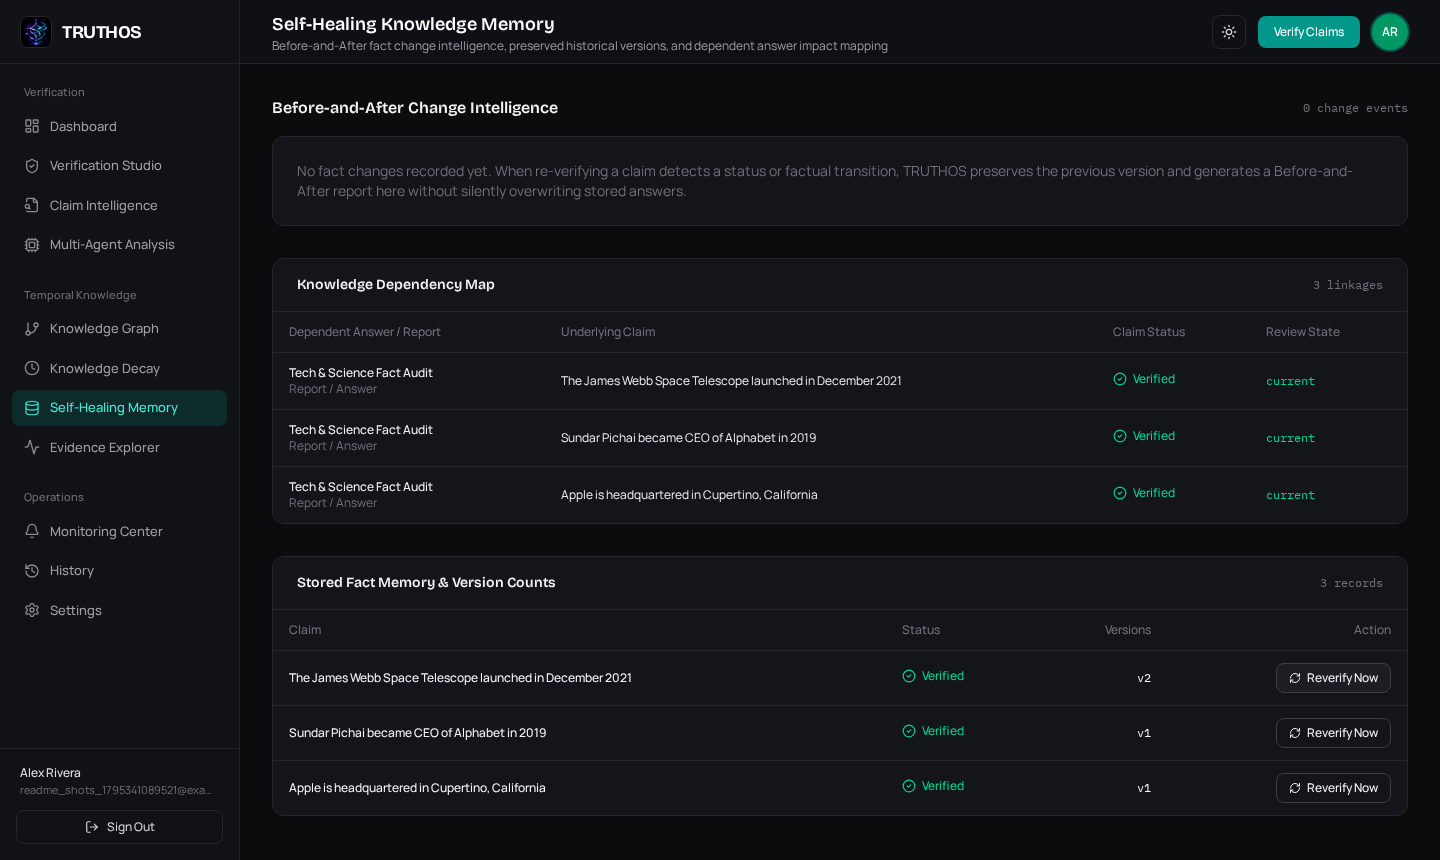 TRUTHOS
Verification
Dashboard
Verification Studio
Claim Intelligence
Multi-Agent Analysis
Temporal Knowledge
Knowledge Graph
Knowledge Decay
Self-Healing Memory
Evidence Explorer
Operations
Monitoring Center
History
Settings
Alex Rivera
readme_shots_1795341089521@exa...
Sign Out
Self-Healing Knowledge Memory
Before-and-After fact change intelligence, preserved historical versions, and dependent answer impact mapping
Verify Claims
AR
Before-and-After Change Intelligence
0 change events
No fact changes recorded yet. When re-verifying a claim detects a status or factual transition, TRUTHOS preserves the previous version and generates a Before-and-
After report here without silently overwriting stored answers.
Knowledge Dependency Map
3 linkages
Dependent Answer / Report Underlying Claim Claim Status Review State
Tech & Science Fact Audit
Report / Answer
The James Webb Space Telescope launched in December 2021
Verified
current
Tech & Science Fact Audit
Report / Answer
Sundar Pichai became CEO of Alphabet in 2019
Verified
current
Tech & Science Fact Audit
Report / Answer
Apple is headquartered in Cupertino, California
Verified
current
Stored Fact Memory & Version Counts
3 records
Claim Status Versions Action
The James Webb Space Telescope launched in December 2021 Verified v2 Reverify Now
Sundar Pichai became CEO of Alphabet in 2019 Verified v1 Reverify Now
Apple is headquartered in Cupertino, California Verified v1 Reverify Now